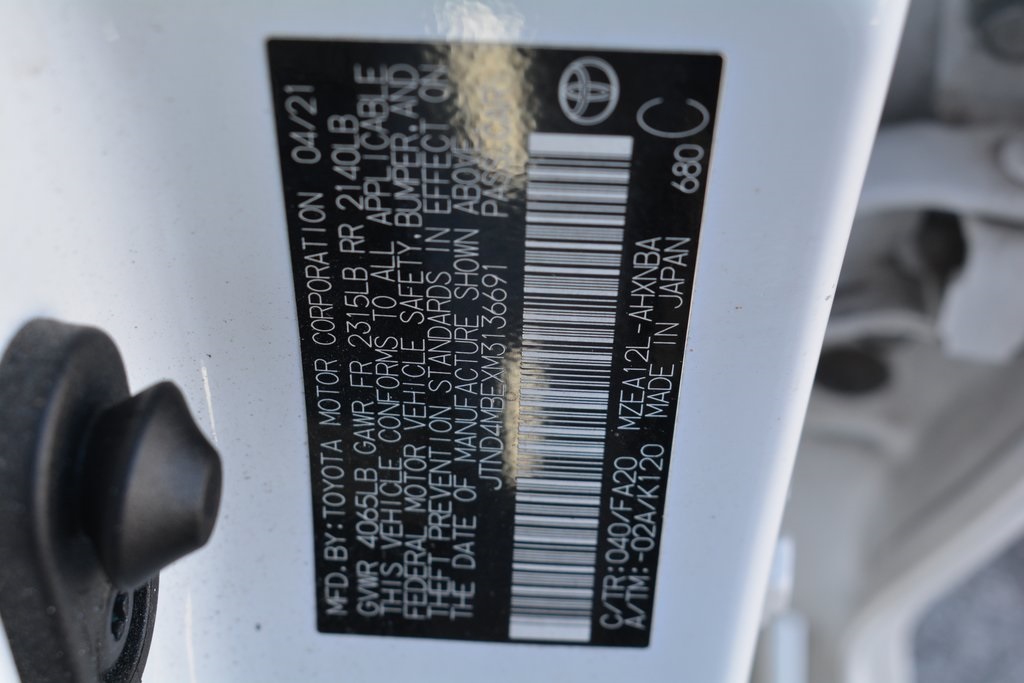 MFD.BY:TOYOTA MOTOR CORPORATION 04/21
GVWR 4065LB GAWR FR 2315LB RR 2140LB
THIS VEHICLE CONFORMS TO ALL APPLICABLE
FEDERAL MOTOR VEHICLE SAFETY,BUMPER,AND
THEFT PREVENTION STANDARDS IN EFFECT ON
THE DATE OF MANUFACTURE SHOWN ABOVE.
JTND4MBEXM3136691 PASS.CAR
C/TR:040/FA20 MZEA12L-AHXNBA
A/TM:-02A/K120 MADE IN JAPAN 680 C